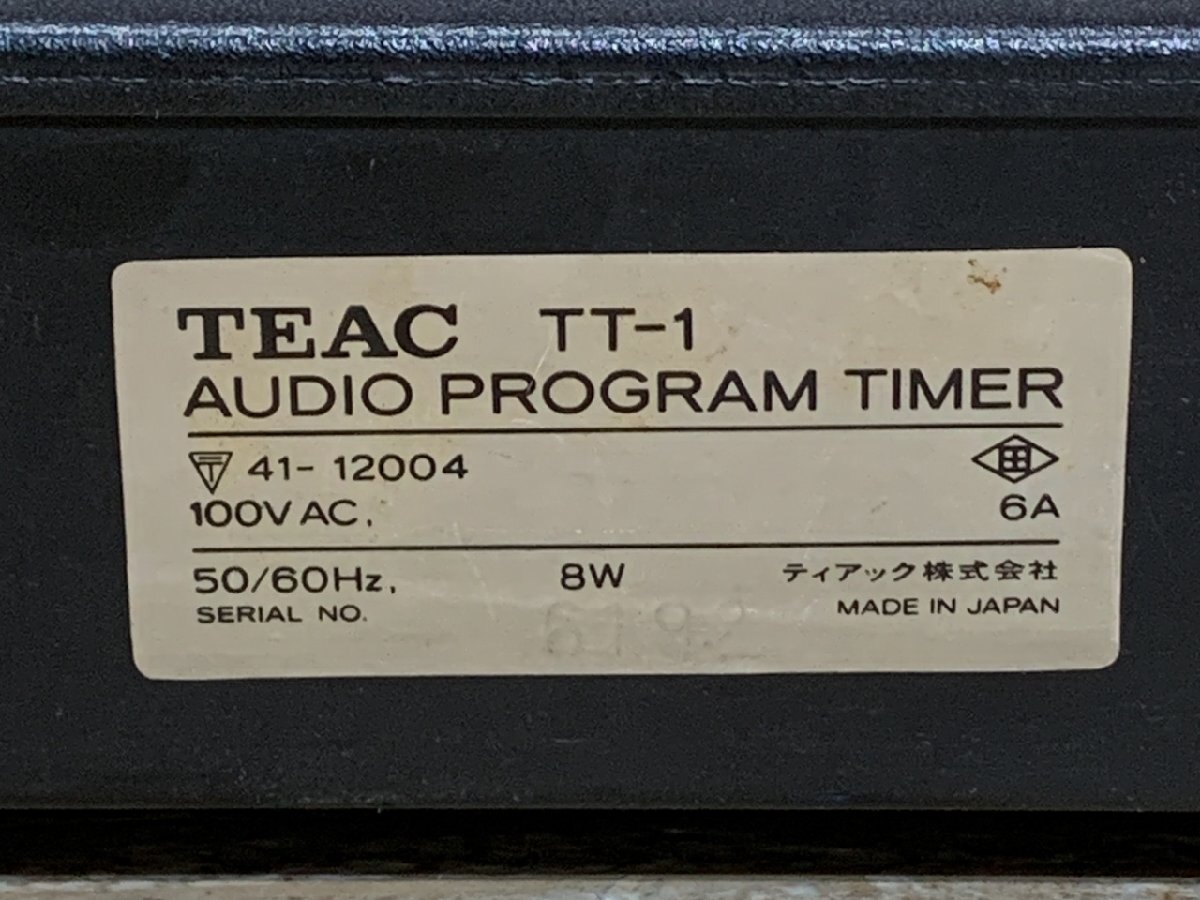 TEAC TT-1
AUDIO PROGRAM TIMER
〒 41-12004
100V AC, 6A
50/60Hz, 8W ティアック株式会社
SERIAL NO. 6192 MADE IN JAPAN